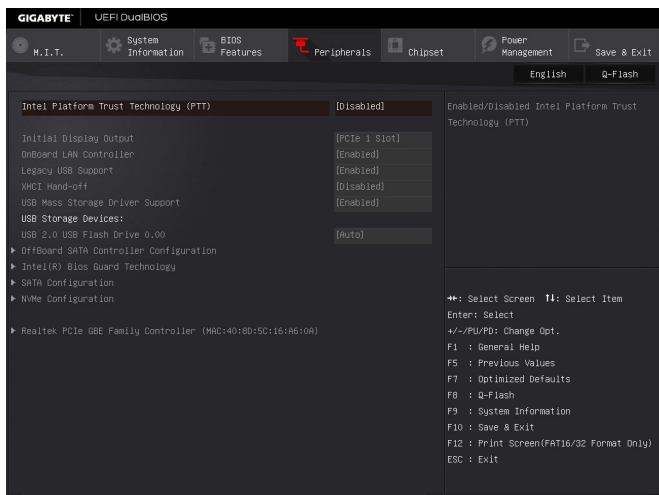 GIGABYTE™ UEFI DualBIOS
M.I.T.
System Information
BIOS Features
Peripherals
Chipset
Power Management
Save & Exit
English Q-Flash
Intel Platform Trust Technology (PTT) [Disabled]
Initial Display Output [PCIe 1 Slot]
OnBoard LAN Controller [Enabled]
Legacy USB Support [Enabled]
XHCI Hand-off [Disabled]
USB Mass Storage Driver Support [Enabled]
USB Storage Devices:
USB 2.0 USB Flash Drive 0.00 [Auto]
OffBoard SATA Controller Configuration
Intel(R) Bios Guard Technology
SATA Configuration
NVMe Configuration
Realtek PCIe GBE Family Controller (MAC:40:8D:5C:16:A6:0A)
Enabled/Disabled Intel Platform Trust
Technology (PTT)
→←: Select Screen ↑↓: Select Item
Enter: Select
+/-/PU/PD: Change Opt.
F1 : General Help
F5 : Previous Values
F7 : Optimized Defaults
F8 : Q-Flash
F9 : System Information
F10 : Save & Exit
F12 : Print Screen(FAT16/32 Format Only)
ESC : Exit